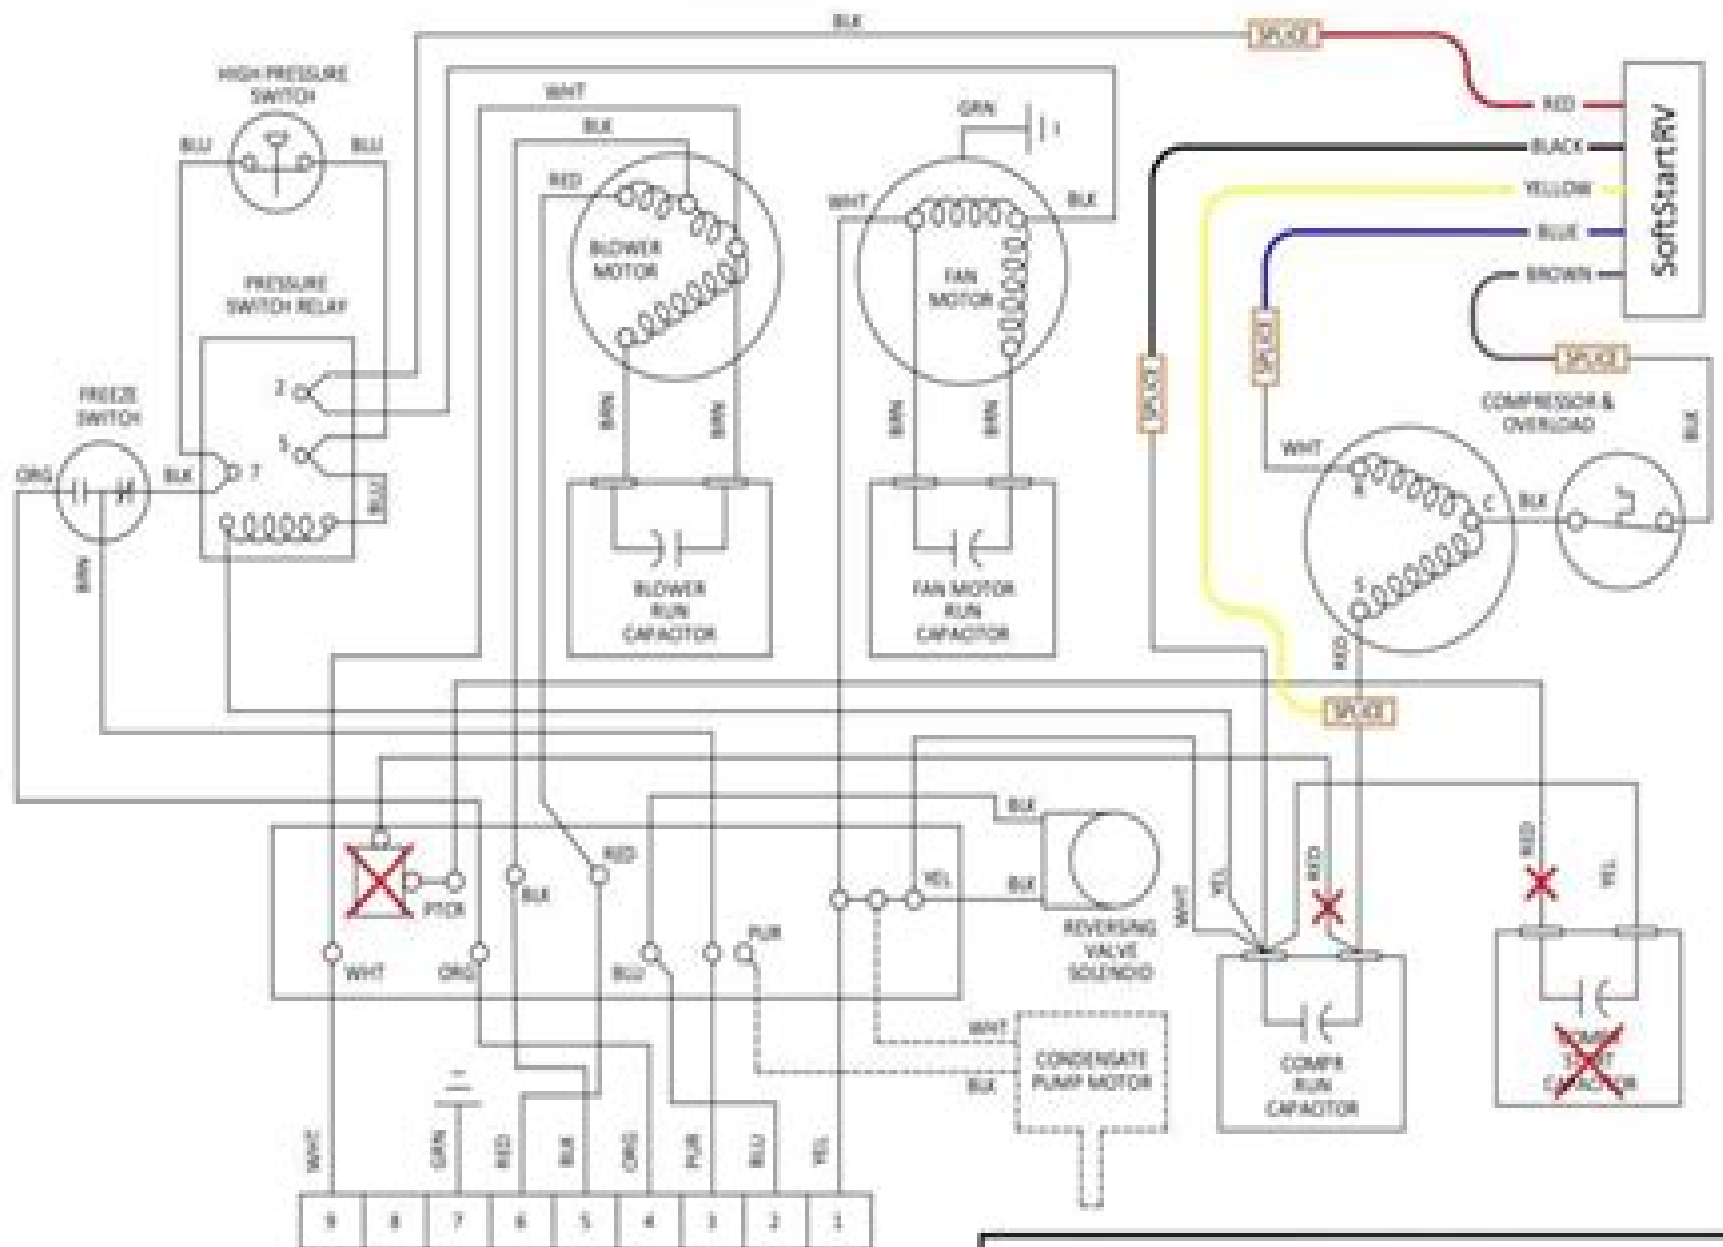 BLK
SPLICE
HIGH PRESSURE
SWITCH
WHT
BLK
GRN
RED
BLU
BLU
BLACK
RED
WHT
BLK
YELLOW
BLUE
BROWN
SoftStartRV
BLOWER
MOTOR
FAN
MOTOR
PRESSURE
SWITCH RELAY
SPLICE
SPLICE
SPLICE
2
FREEZE
SWITCH
BRN
BRN
BRN
BRN
COMPRESSOR &
OVERLOAD
BLK
WHT
ORG
BLK
7
BLU
R
C
BLK
BRN
S
BLOWER
RUN
CAPACITOR
FAN MOTOR
RUN
CAPACITOR
RED
SPLICE
BLK
RED
RED
RED
YEL
PTCR
BLK
YEL
BLK
WHT
YEL
PUR
REVERSING
VALVE
SOLENOID
WHT
ORG
BLU
WHT
BLK
CONDENSATE
PUMP MOTOR
COMPR
RUN
CAPACITOR
WHT
GRN
RED
BLK
ORG
PUR
BLU
YEL
9
8
7
6
5
4
3
2
1